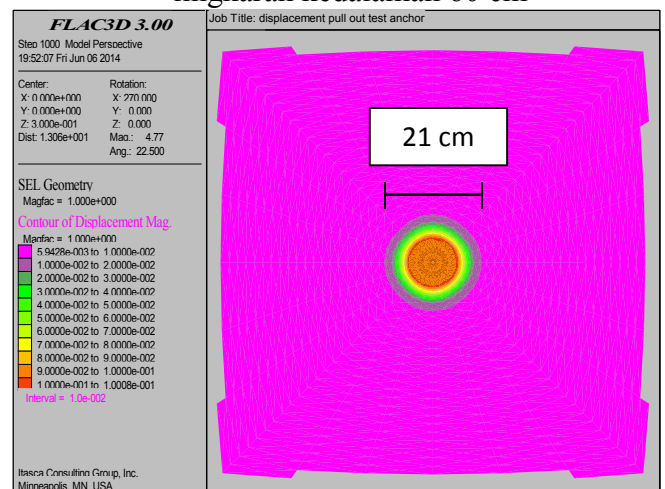 FLAC3D 3.00
Step 1000 Model Perspective
19:52:07 Fri Jun 06 2014
Center:
X: 0.000e+000
Y: 0.000e+000
Z: 3.000e-001
Dist: 1.306e+001
Rotation:
X: 270.000
Y: 0.000
Z: 0.000
Mag.: 4.77
Ang.: 22.500
SEL Geometry
Magfac = 1.000e+000
Contour of Displacement Mag.
Magfac = 1.000e+000
5.9428e-003 to 1.0000e-002
1.0000e-002 to 2.0000e-002
2.0000e-002 to 3.0000e-002
3.0000e-002 to 4.0000e-002
4.0000e-002 to 5.0000e-002
5.0000e-002 to 6.0000e-002
6.0000e-002 to 7.0000e-002
7.0000e-002 to 8.0000e-002
8.0000e-002 to 9.0000e-002
9.0000e-002 to 1.0000e-001
1.0000e-001 to 1.0008e-001
Interval = 1.0e-002
Itasca Consulting Group, Inc.
Minneapolis, MN USA
Job Title: displacement pull out test anchor
21 cm